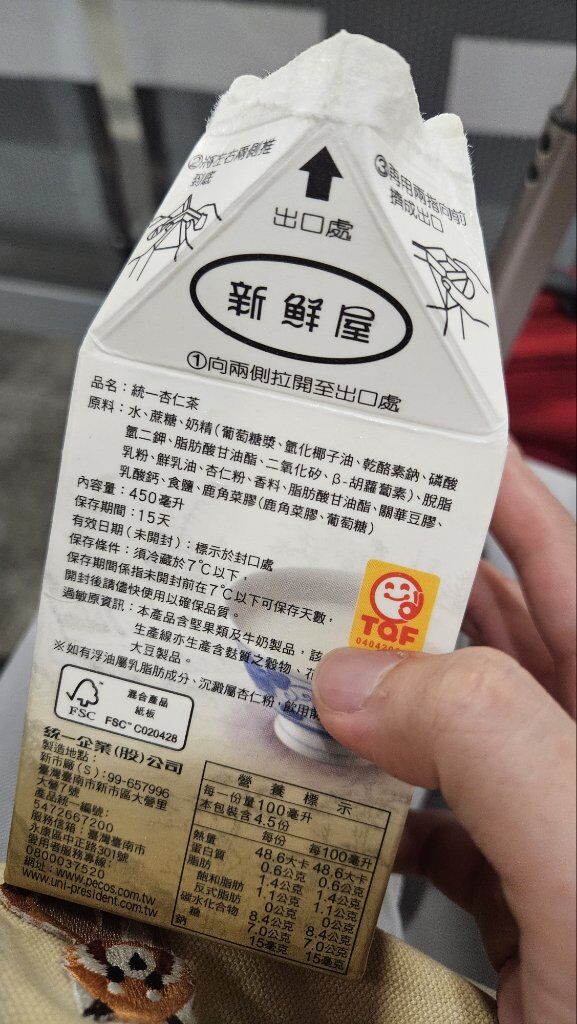 ②將左右兩側推
到底
出口處
③再用兩指向前
擠成出口
新鮮屋
①向兩側拉開至出口處
品名：統一杏仁茶
原料：水、蔗糖、奶精(葡萄糖漿、氫化椰子油、乾酪素鈉、磷酸
氫二鉀、脂肪酸甘油酯、二氧化矽、β-胡蘿蔔素)、脫脂
乳粉、鮮乳油、杏仁粉、香料、脂肪酸甘油酯、關華豆膠、
乳酸鈣、食鹽、鹿角菜膠(鹿角菜膠、葡萄糖)
內容量：450毫升
保存期間：15天
有效日期(未開封)：標示於封口處
保存條件：須冷藏於7℃以下，
保存期間係指未開封前在7℃以下可保存天數，
開封後請儘快使用以確保品質。
過敏原資訊：本產品含堅果類及牛奶製品，該
生產線亦生產含麩質之穀物、花
大豆製品。
※如有浮油屬乳脂肪成分、沉澱屬杏仁粉，飲用前
TQF
FSC
混合產品
紙板
FSC™ C020428
統一企業(股)公司
製造地點：
新市廠(S)：99-657996
臺灣臺南市新市區大營里
大營7號
產品統一編號：
5472667200
服務信箱：臺灣臺南市
永康區中正路301號
愛用者服務專線：
0800037520
網址：www.pecos.com.tw
www.uni-president.com.tw
營養標示
每一份量100毫升
本包裝含4.5份
每份 每100毫升
熱量 48.6大卡 48.6大卡
蛋白質 0.6公克 0.6公克
脂肪 1.4公克 1.4公克
飽和脂肪 1.1公克 1.1公克
反式脂肪 0公克 0公克
碳水化合物 8.4公克 8.4公克
糖 7.0公克 7.0公克
鈉 15毫克 15毫克